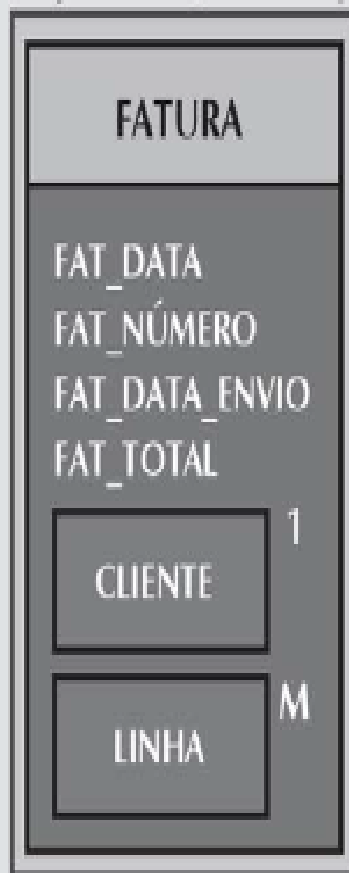 FATURA
FAT_DATA
FAT_NÚMERO
FAT_DATA_ENVIO
FAT_TOTAL
1
CLIENTE
M
LINHA